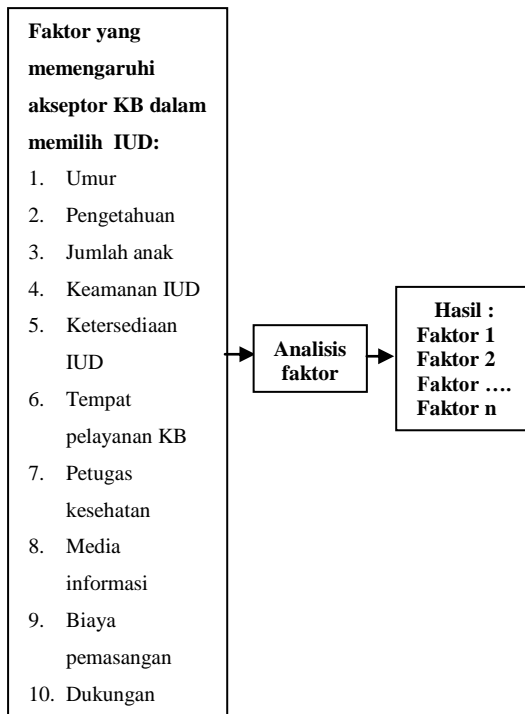 Faktor yang
memengaruhi
akseptor KB dalam
memilih IUD:
1. Umur
2. Pengetahuan
3. Jumlah anak
4. Keamanan IUD
5. Ketersediaan
IUD
6. Tempat
pelayanan KB
7. Petugas
kesehatan
8. Media
informasi
9. Biaya
pemasangan
10. Dukungan
Analisis
faktor
Hasil :
Faktor 1
Faktor 2
Faktor ….
Faktor n